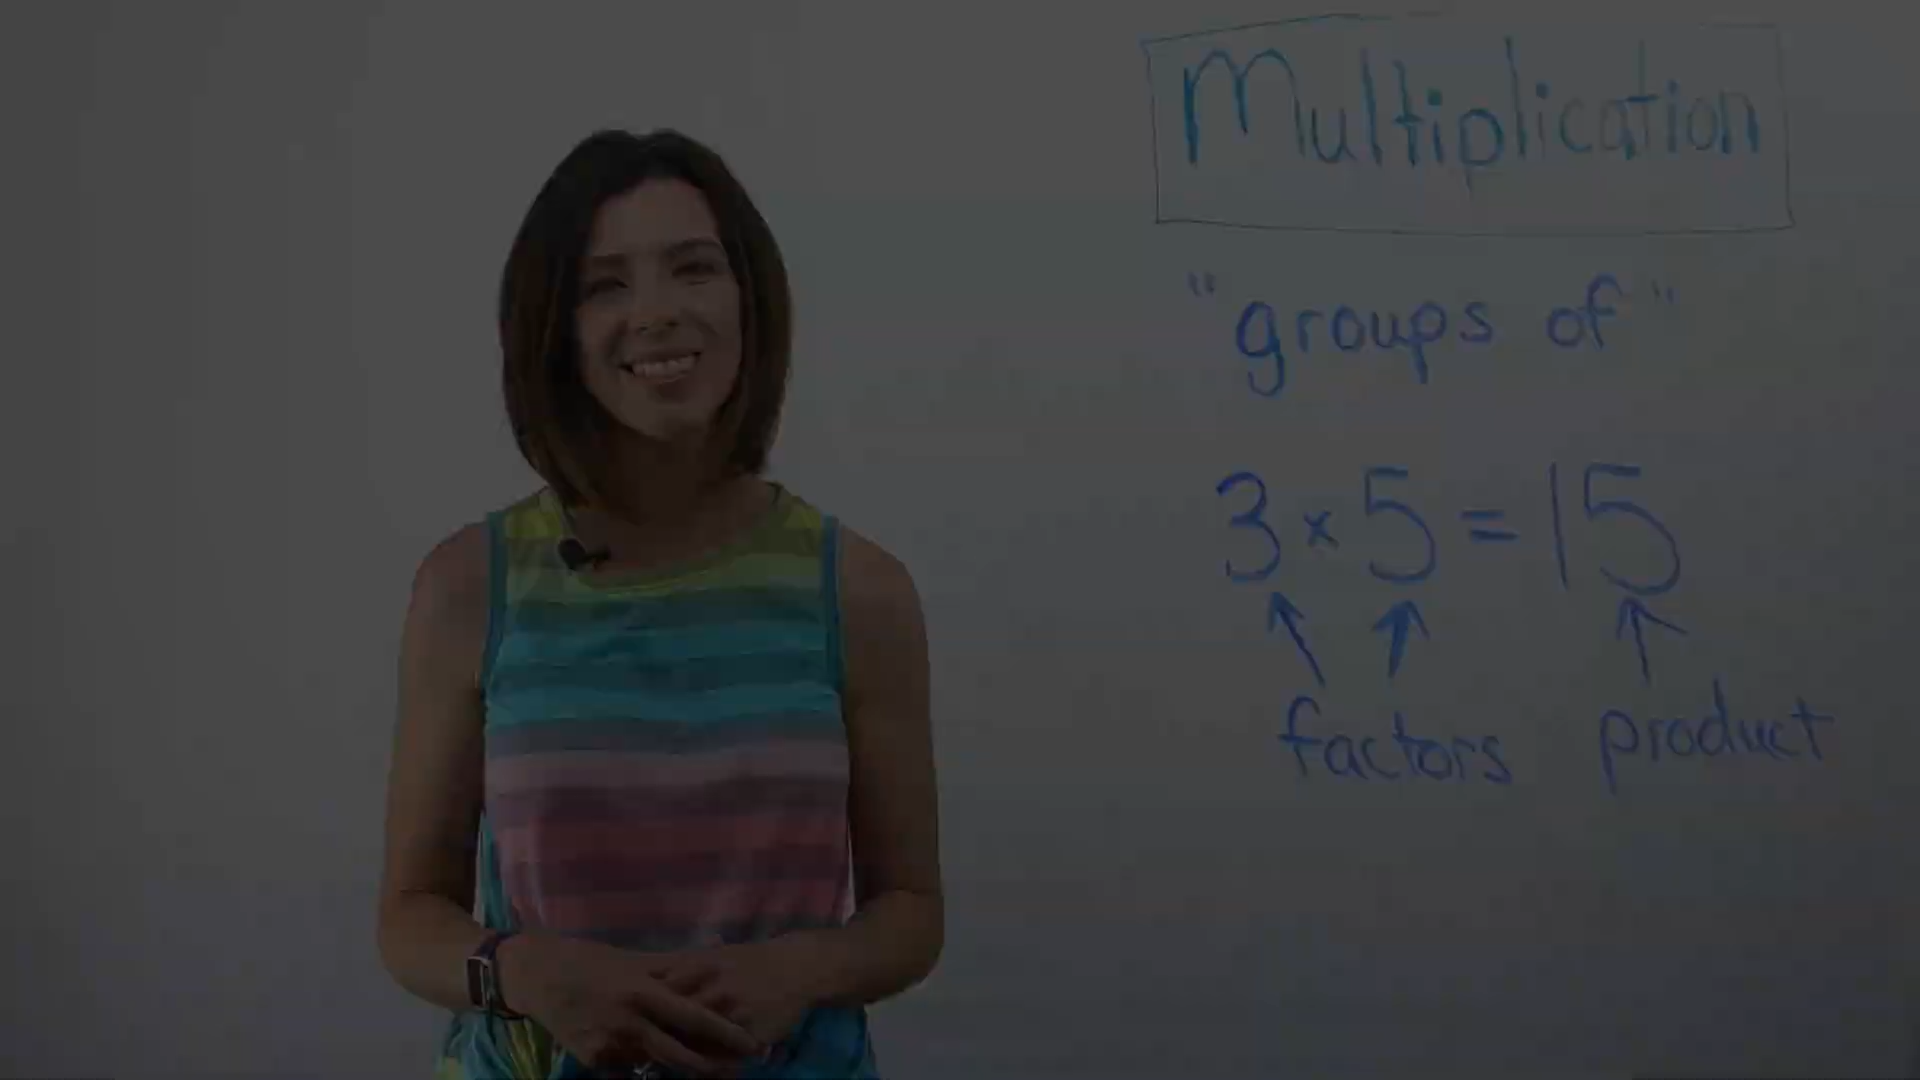 Multiplication
"groups of"
3 × 5 = 15
factors product